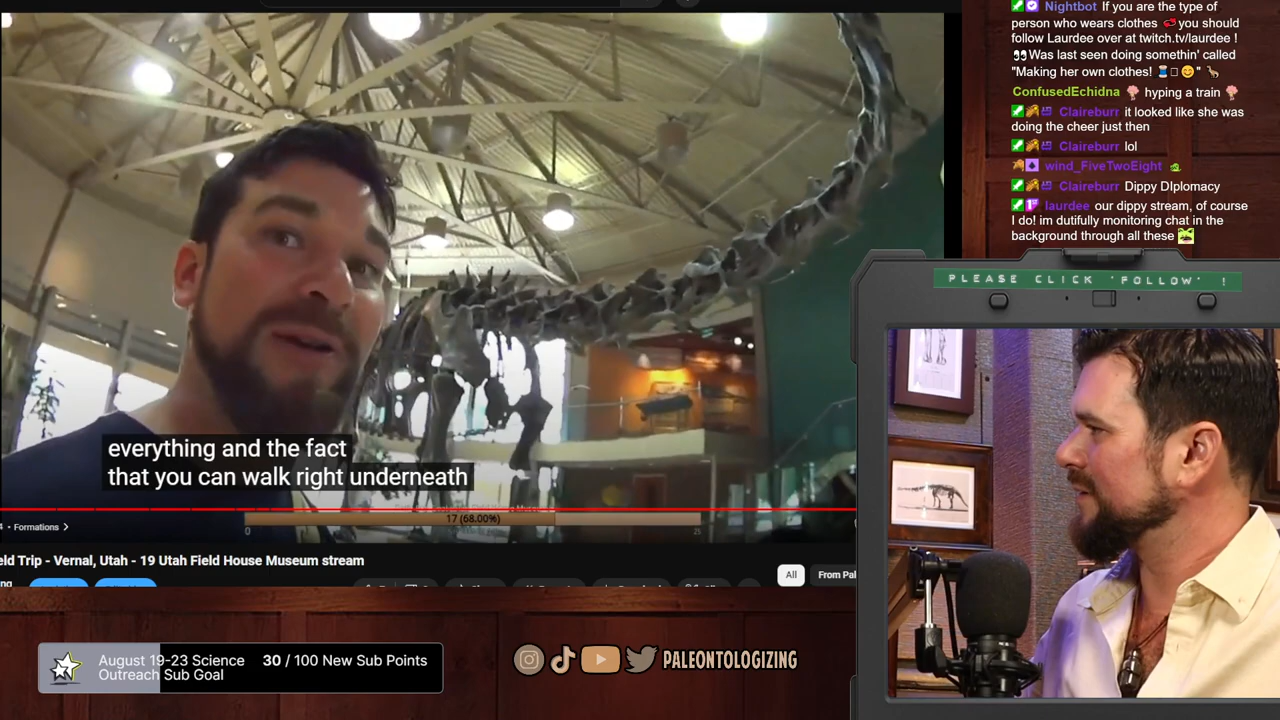 Nightbot If you are the type of
person who wears clothes 💋you should
follow Laurdee over at twitch.tv/laurdee !
👀Was last seen doing somethin' called
"Making her own clothes! 🧵□😊" 🦒
ConfusedEchidna hyping a train
Claireburr it looked like she was
doing the cheer just then
Claireburr lol
wind_FiveTwoEight
Claireburr Dippy DIplomacy
laurdee our dippy stream, of course
I do! im dutifully monitoring chat in the
background through all these
PLEASE CLICK 'FOLLOW' !
everything and the fact
that you can walk right underneath
17 (68.00%)
0
25
4 • Formations >
eld Trip - Vernal, Utah - 19 Utah Field House Museum stream
ng
All
From Pal
August 19-23 Science 30 / 100 New Sub Points
Outreach Sub Goal
PALEONTOLOGIZING